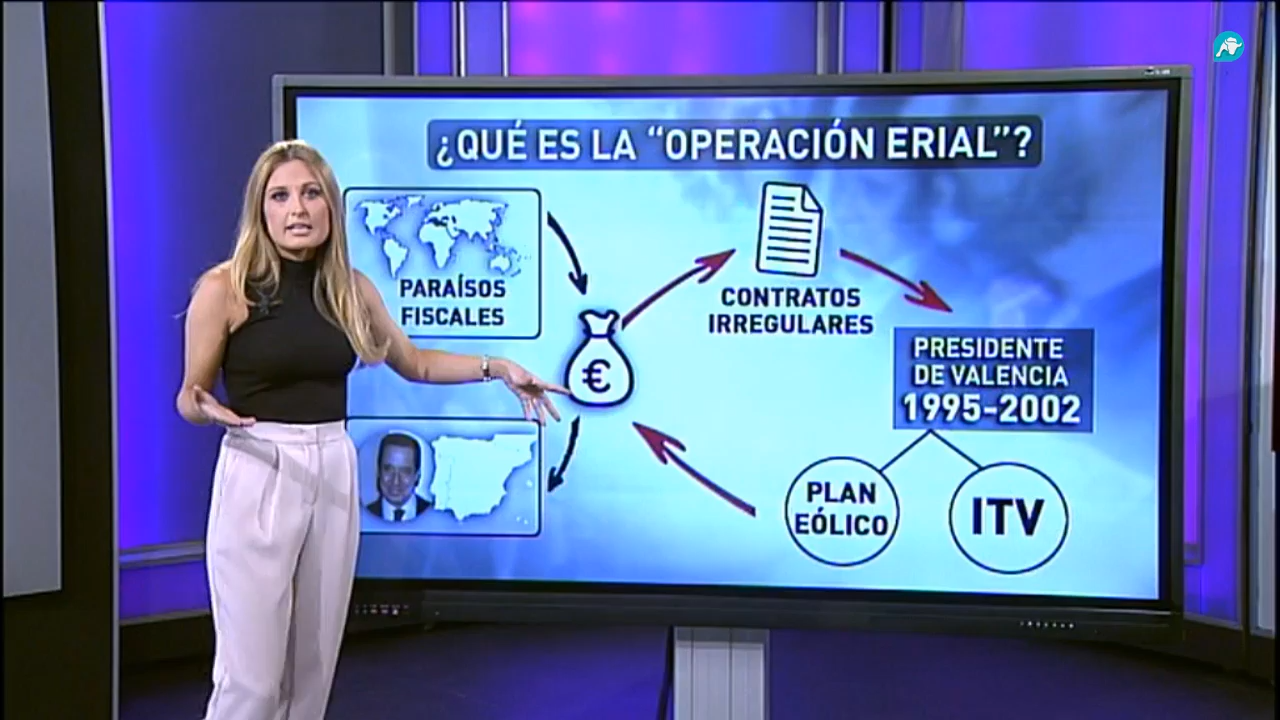 ¿QUÉ ES LA “OPERACIÓN ERIAL”?
PARAÍSOS
FISCALES
€
CONTRATOS
IRREGULARES
PRESIDENTE
DE VALENCIA
1995-2002
PLAN
EÓLICO
ITV